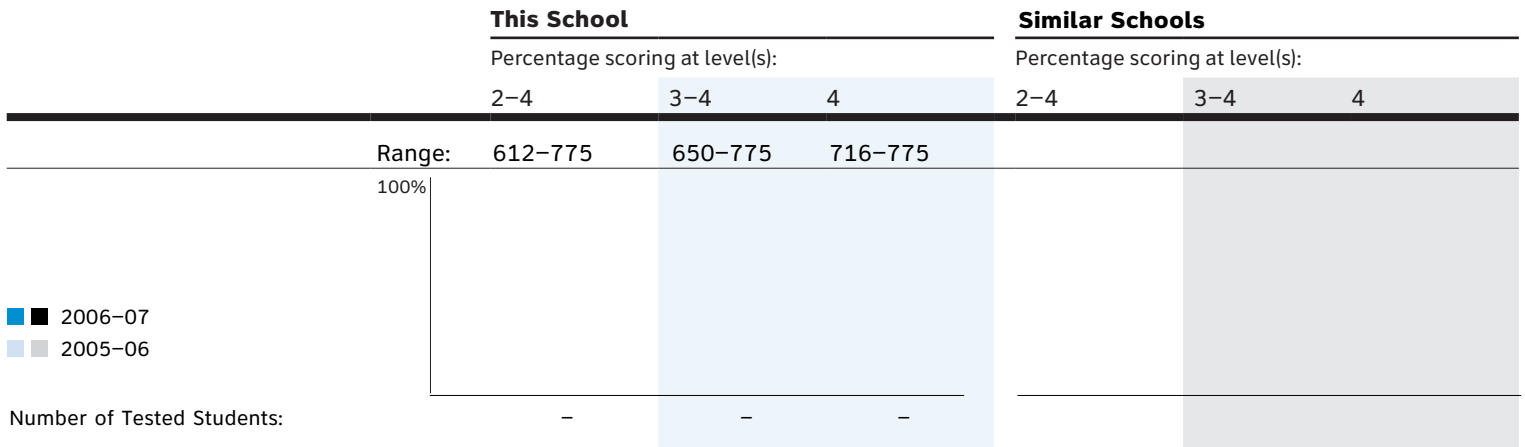 This School Similar Schools
Percentage scoring at level(s): Percentage scoring at level(s):
2–4 3–4 4 2–4 3–4 4
Range: 612–775 650–775 716–775
100%
2006–07
2005–06
Number of Tested Students: – – –